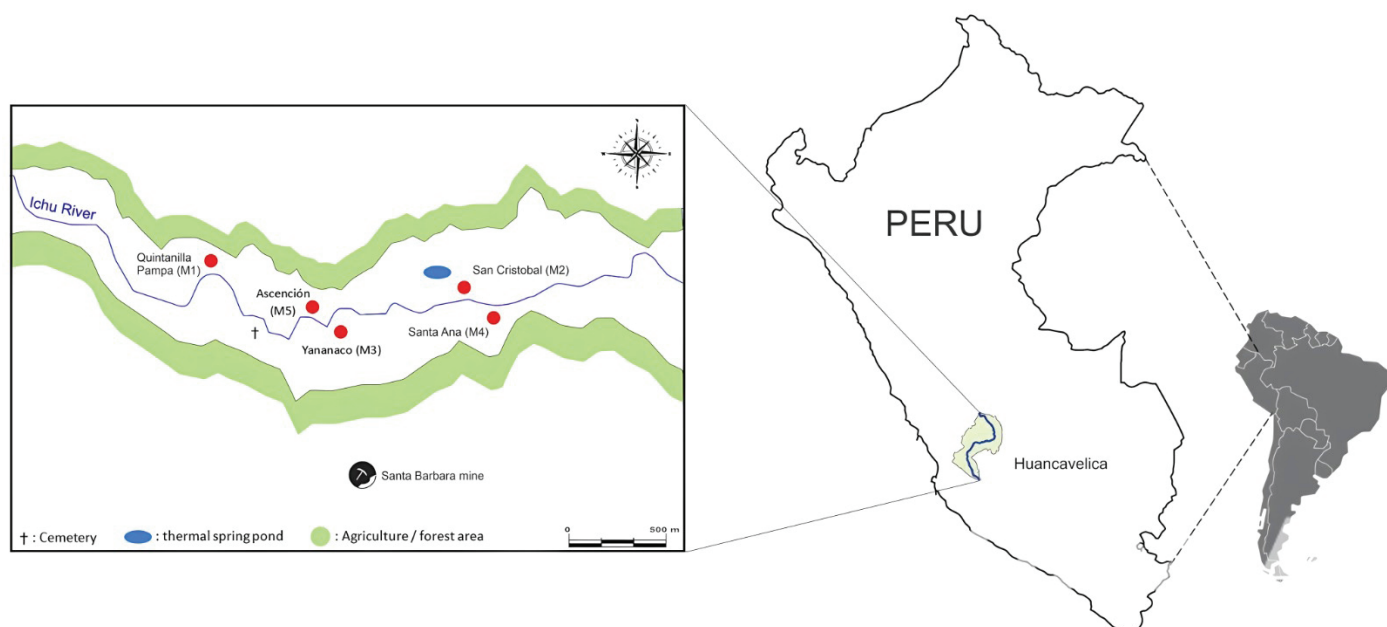 Ichu River
Quintanilla
Pampa (M1)
Ascención
(M5)
Yananaco (M3)
San Cristobal (M2)
Santa Ana (M4)
Santa Barbara mine
† : Cemetery
: thermal spring pond
: Agriculture / forest area
0
500 m
N
W
E
S
PERU
Huancavelica